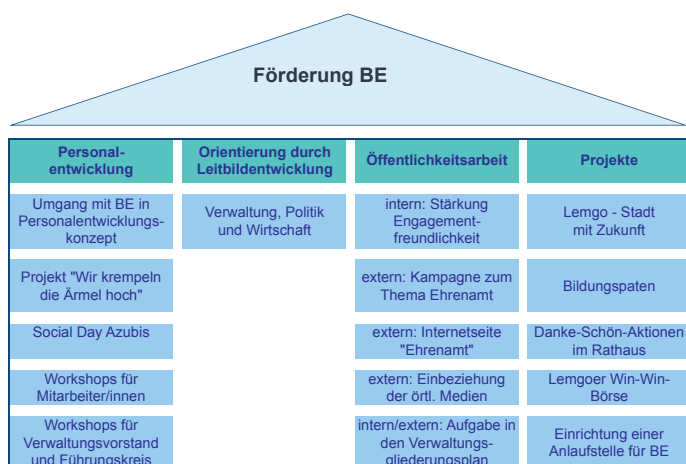 Förderung BE
Personal-
entwicklung
Orientierung durch
Leitbildentwicklung
Öffentlichkeitsarbeit
Projekte
Umgang mit BE in
Personalentwicklungs-
konzept
Verwaltung, Politik
und Wirtschaft
intern: Stärkung
Engagement-
freundlichkeit
Lemgo - Stadt
mit Zukunft
Projekt "Wir krempeln
die Ärmel hoch"
extern: Kampagne zum
Thema Ehrenamt
Bildungspaten
Social Day Azubis
extern: Internetseite
"Ehrenamt"
Danke-Schön-Aktionen
im Rathaus
Workshops für
Mitarbeiter/innen
extern: Einbeziehung
der örtl. Medien
Lemgoer Win-Win-
Börse
Workshops für
Verwaltungsvorstand
und Führungskreis
intern/extern: Aufgabe in
den Verwaltungs-
gliederungsplan
Einrichtung einer
Anlaufstelle für BE